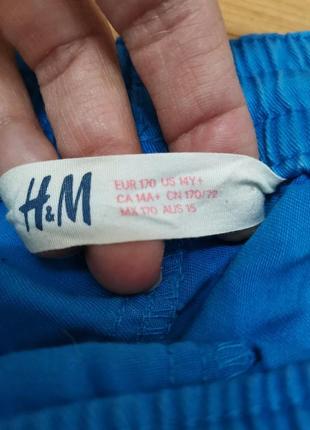 H&M
EUR 170 US 14Y+
CA 14A+ CN 170/72
MX 170 AUS 15